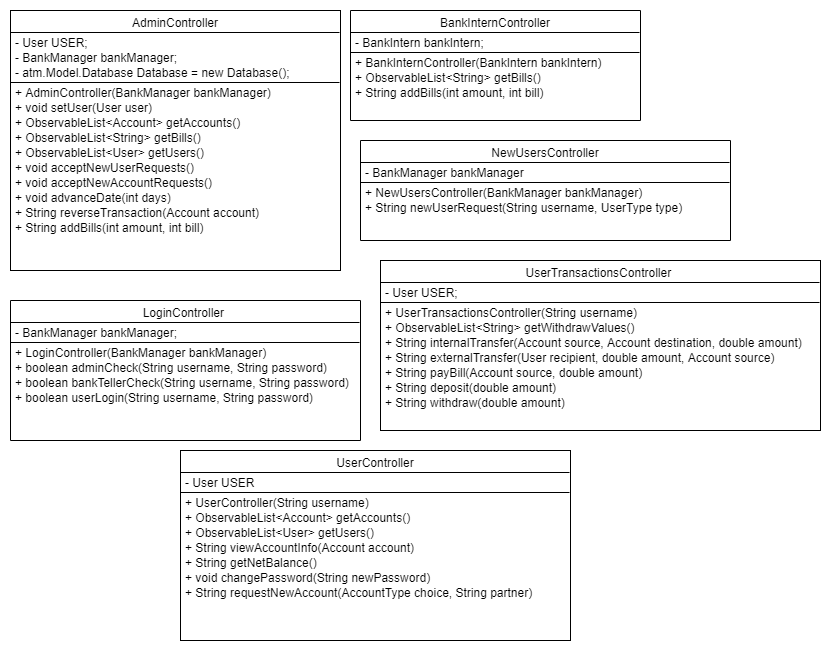 AdminController
- User USER;
- BankManager bankManager;
- atm.Model.Database Database = new Database();
+ AdminController(BankManager bankManager)
+ void setUser(User user)
+ ObservableList<Account> getAccounts()
+ ObservableList<String> getBills()
+ ObservableList<User> getUsers()
+ void acceptNewUserRequests()
+ void acceptNewAccountRequests()
+ void advanceDate(int days)
+ String reverseTransaction(Account account)
+ String addBills(int amount, int bill)
BankInternController
- BankIntern bankIntern;
+ BankInternController(BankIntern bankIntern)
+ ObservableList<String> getBills()
+ String addBills(int amount, int bill)
NewUsersController
- BankManager bankManager
+ NewUsersController(BankManager bankManager)
+ String newUserRequest(String username, UserType type)
UserTransactionsController
- User USER;
+ UserTransactionsController(String username)
+ ObservableList<String> getWithdrawValues()
+ String internalTransfer(Account source, Account destination, double amount)
+ String externalTransfer(User recipient, double amount, Account source)
+ String payBill(Account source, double amount)
+ String deposit(double amount)
+ String withdraw(double amount)
LoginController
- BankManager bankManager;
+ LoginController(BankManager bankManager)
+ boolean adminCheck(String username, String password)
+ boolean bankTellerCheck(String username, String password)
+ boolean userLogin(String username, String password)
UserController
- User USER
+ UserController(String username)
+ ObservableList<Account> getAccounts()
+ ObservableList<User> getUsers()
+ String viewAccountInfo(Account account)
+ String getNetBalance()
+ void changePassword(String newPassword)
+ String requestNewAccount(AccountType choice, String partner)